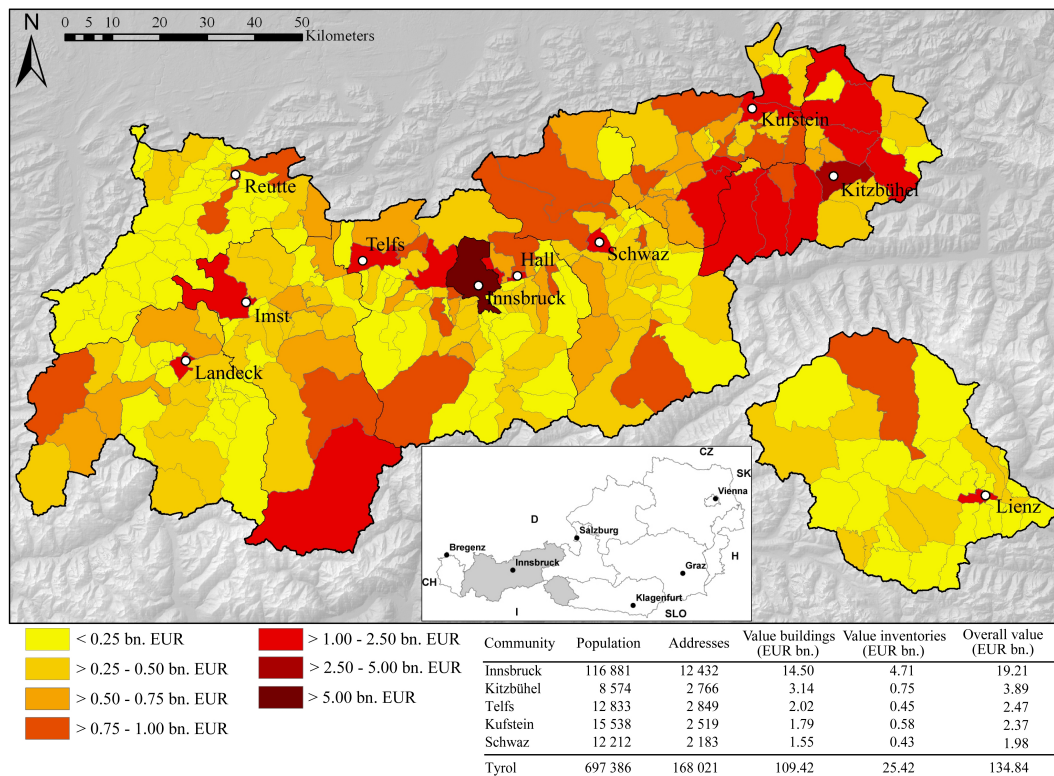 N
0 5 10 20 30 40 50
Kilometers
Kufstein
Kitzbühel
Reutte
Telfs
Schwaz
Hall
Innsbruck
Imst
Landeck
Lienz
CZ
SK
Vienna
D
Salzburg
Bregenz
H
Innsbruck
Graz
CH
Klagenfurt
I
SLO
< 0.25 bn. EUR
> 0.25 - 0.50 bn. EUR
> 0.50 - 0.75 bn. EUR
> 0.75 - 1.00 bn. EUR
> 1.00 - 2.50 bn. EUR
> 2.50 - 5.00 bn. EUR
> 5.00 bn. EUR
Community Population Addresses Value buildings (EUR bn.) Value inventories (EUR bn.) Overall value (EUR bn.)
Innsbruck 116 881 12 432 14.50 4.71 19.21
Kitzbühel 8 574 2 766 3.14 0.75 3.89
Telfs 12 833 2 849 2.02 0.45 2.47
Kufstein 15 538 2 519 1.79 0.58 2.37
Schwaz 12 212 2 183 1.55 0.43 1.98
Tyrol 697 386 168 021 109.42 25.42 134.84